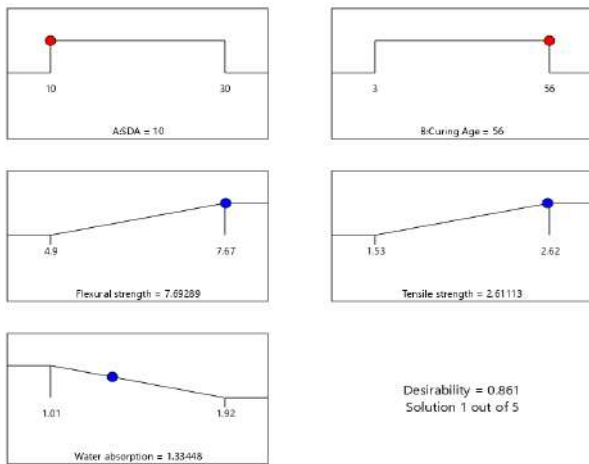 10
30
A:SDA = 10
3
56
B:Curing Age = 56
4.9
7.67
Flexural strength = 7.69289
1.53
2.62
Tensile strength = 2.61113
1.01
1.92
Water absorption = 1.33448
Desirability = 0.861
Solution 1 out of 5